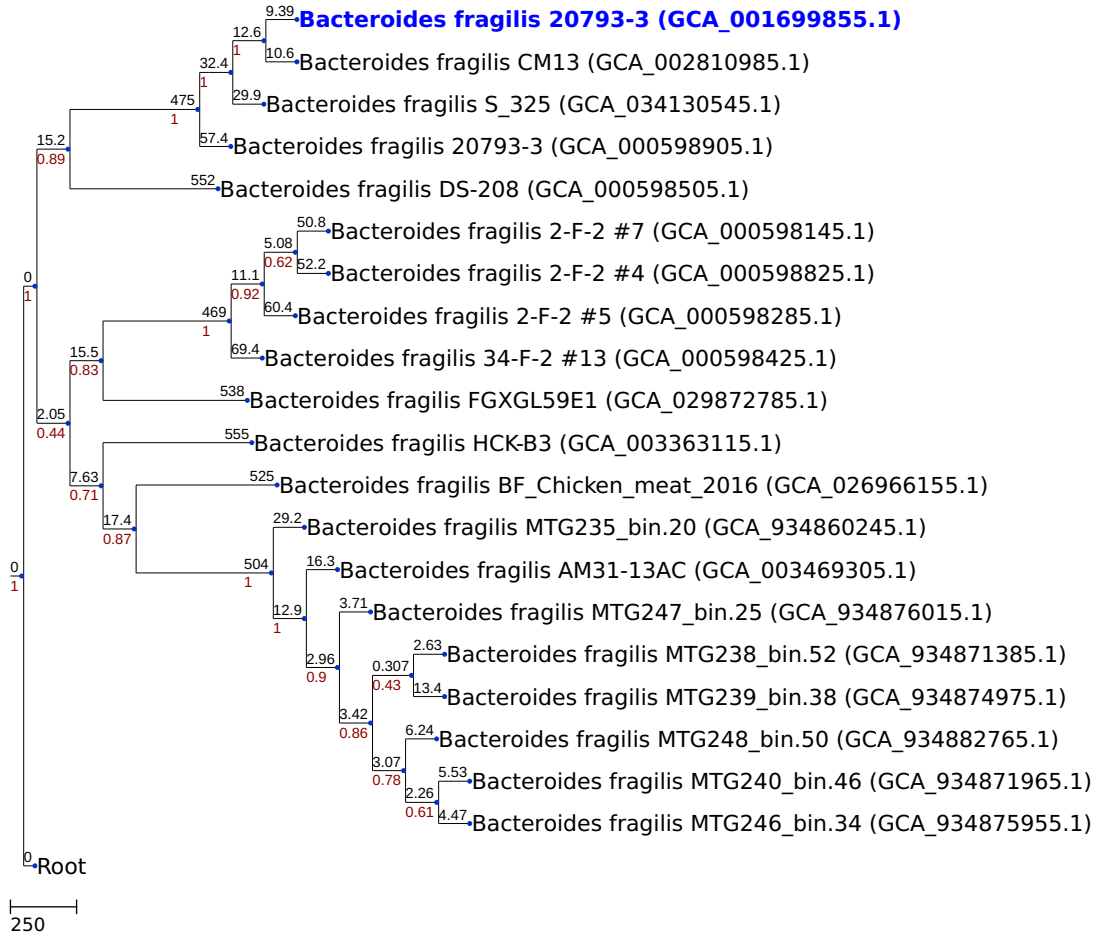 9.39
Bacteroides fragilis 20793-3 (GCA_001699855.1)
12.6
1
10.6
Bacteroides fragilis CM13 (GCA_002810985.1)
32.4
1
29.9
Bacteroides fragilis S_325 (GCA_034130545.1)
475
1
57.4
Bacteroides fragilis 20793-3 (GCA_000598905.1)
15.2
0.89
552
Bacteroides fragilis DS-208 (GCA_000598505.1)
50.8
Bacteroides fragilis 2-F-2 #7 (GCA_000598145.1)
5.08
0.62
52.2
Bacteroides fragilis 2-F-2 #4 (GCA_000598825.1)
11.1
0.92
0
1
60.4
Bacteroides fragilis 2-F-2 #5 (GCA_000598285.1)
469
1
69.4
Bacteroides fragilis 34-F-2 #13 (GCA_000598425.1)
15.5
0.83
538
Bacteroides fragilis FGXGL59E1 (GCA_029872785.1)
2.05
0.44
555
Bacteroides fragilis HCK-B3 (GCA_003363115.1)
7.63
0.71
525
Bacteroides fragilis BF_Chicken_meat_2016 (GCA_026966155.1)
17.4
0.87
29.2
Bacteroides fragilis MTG235_bin.20 (GCA_934860245.1)
504
1
0
1
16.3
Bacteroides fragilis AM31-13AC (GCA_003469305.1)
12.9
1
3.71
Bacteroides fragilis MTG247_bin.25 (GCA_934876015.1)
2.96
0.9
2.63
Bacteroides fragilis MTG238_bin.52 (GCA_934871385.1)
0.307
0.43
13.4
Bacteroides fragilis MTG239_bin.38 (GCA_934874975.1)
3.42
0.86
6.24
Bacteroides fragilis MTG248_bin.50 (GCA_934882765.1)
3.07
0.78
5.53
Bacteroides fragilis MTG240_bin.46 (GCA_934871965.1)
2.26
0.61
4.47
Bacteroides fragilis MTG246_bin.34 (GCA_934875955.1)
0
Root
250